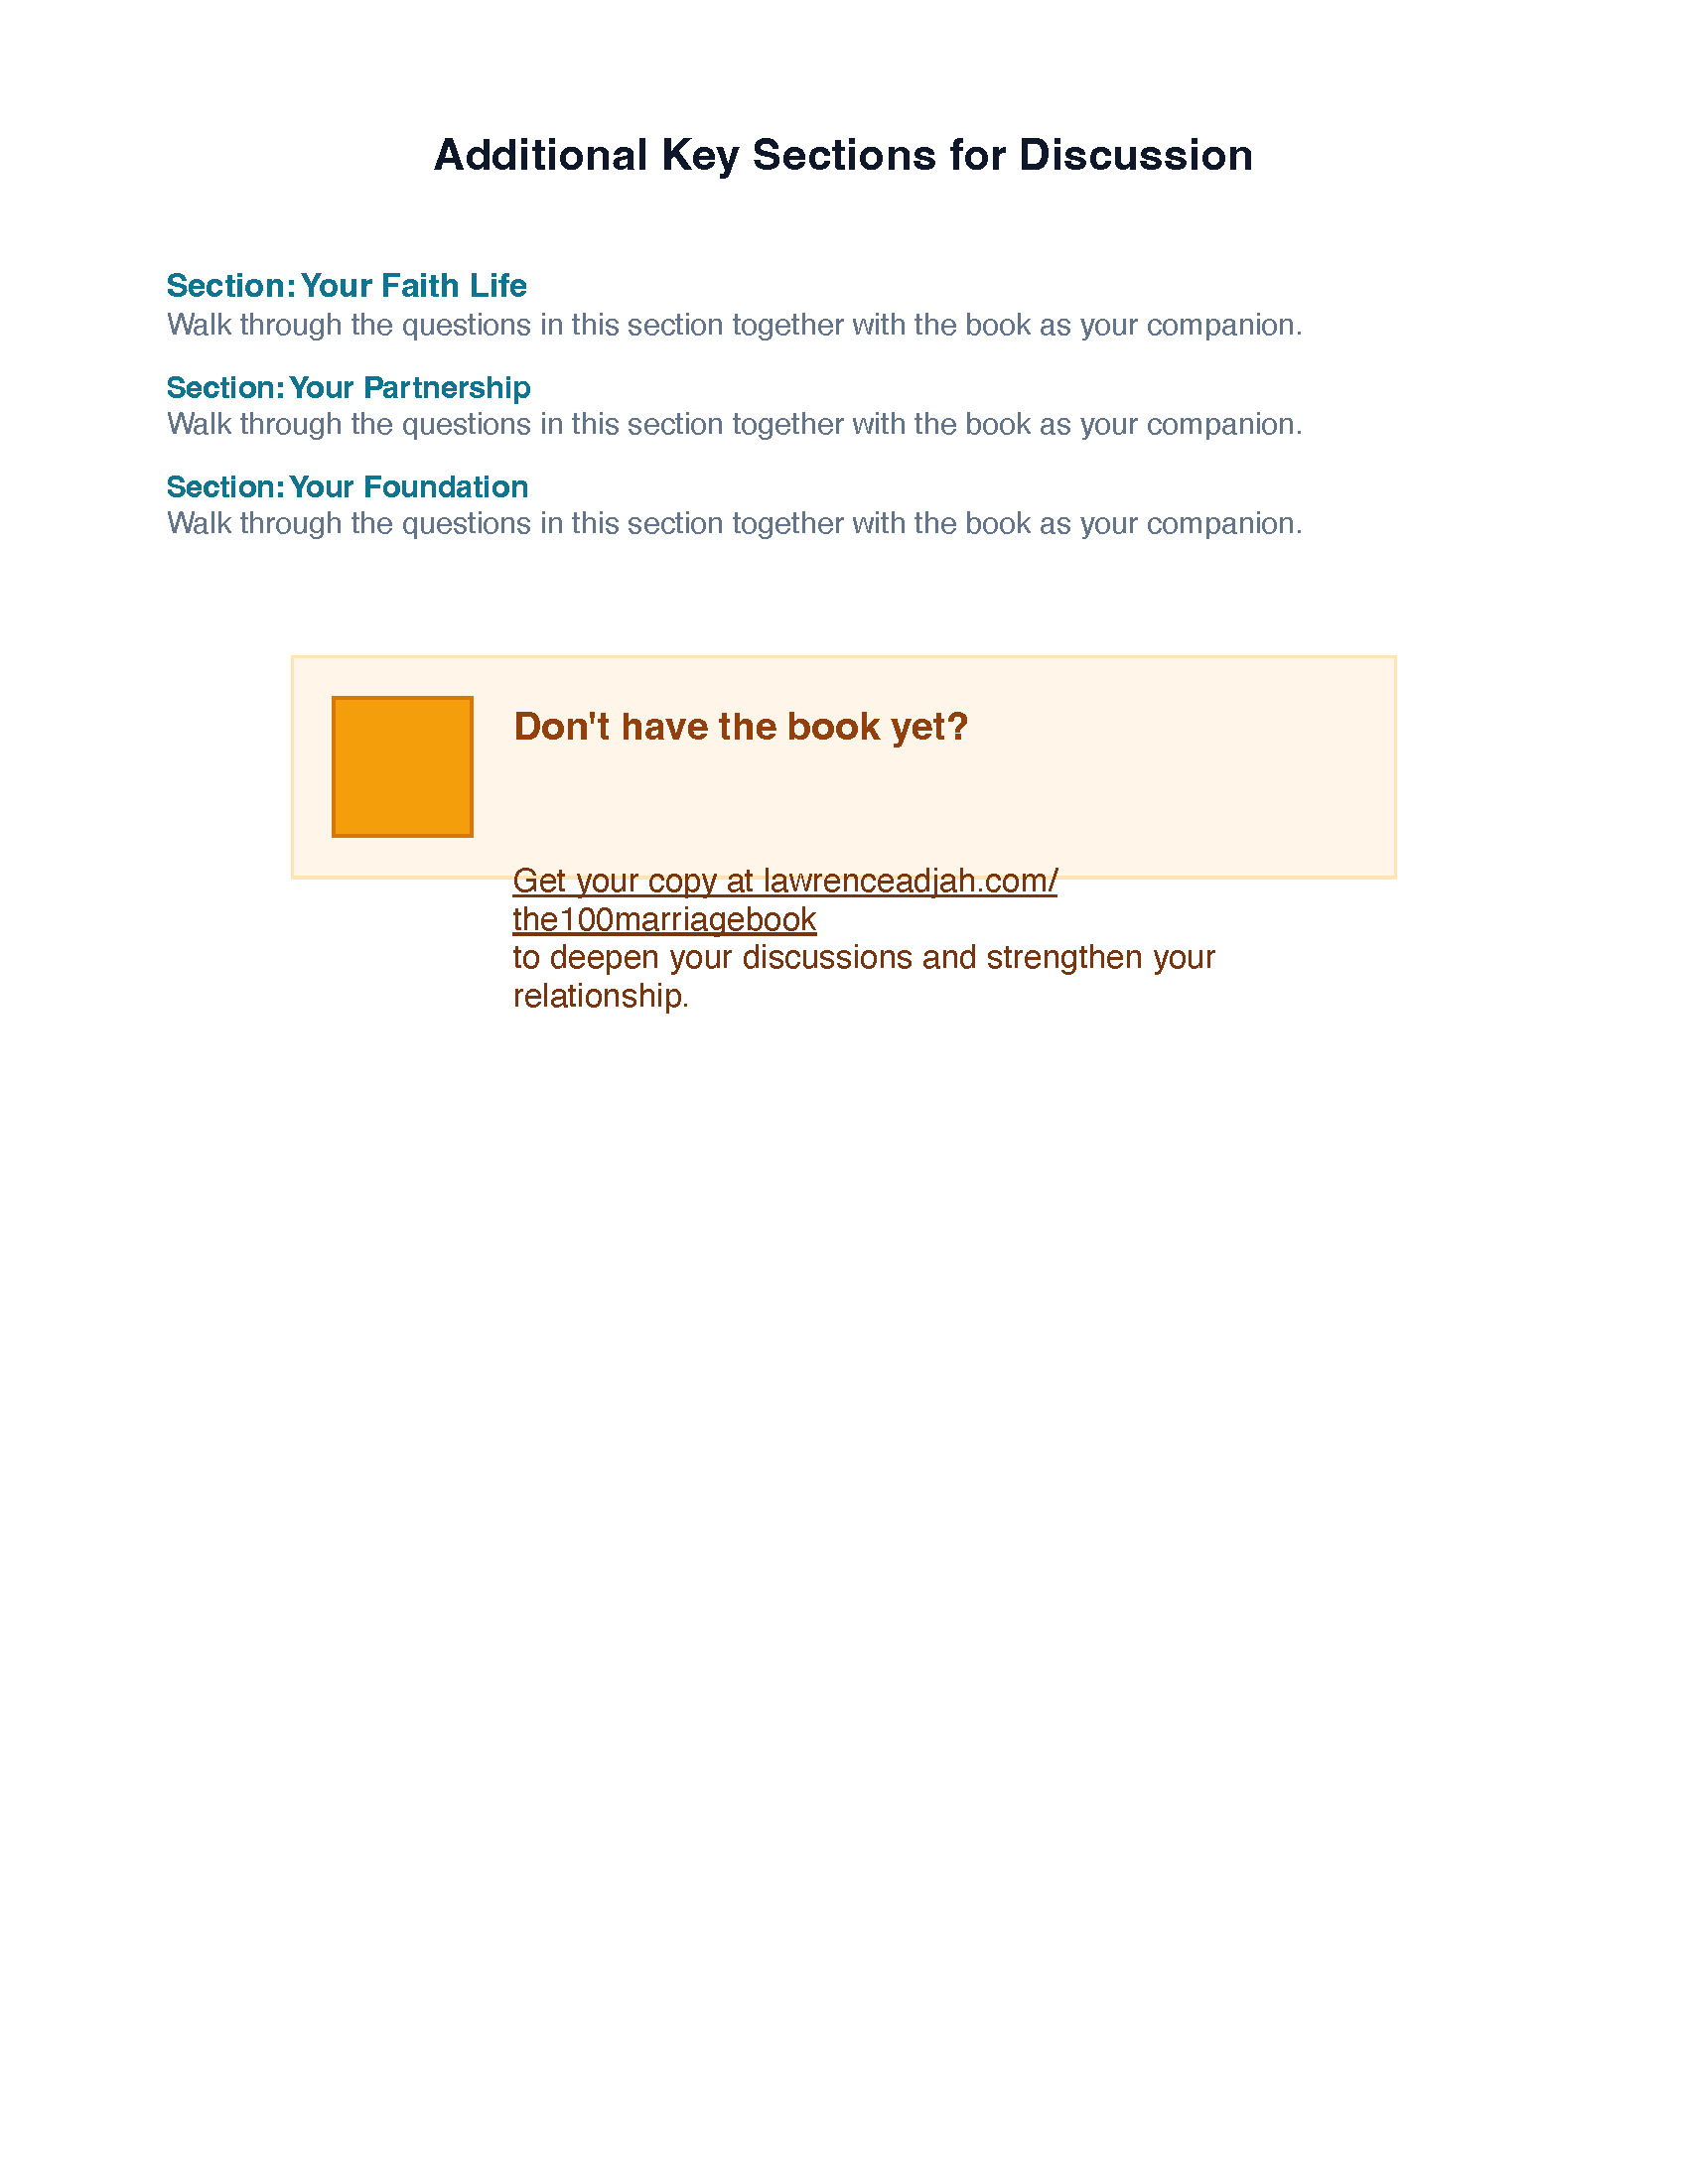 Additional Key Sections for Discussion
Section: Your Faith Life
Walk through the questions in this section together with the book as your companion.
Section: Your Partnership
Walk through the questions in this section together with the book as your companion.
Section: Your Foundation
Walk through the questions in this section together with the book as your companion.
Don't have the book yet?
Get your copy at lawrenceadjah.com/
the100marriagebook
to deepen your discussions and strengthen your
relationship.